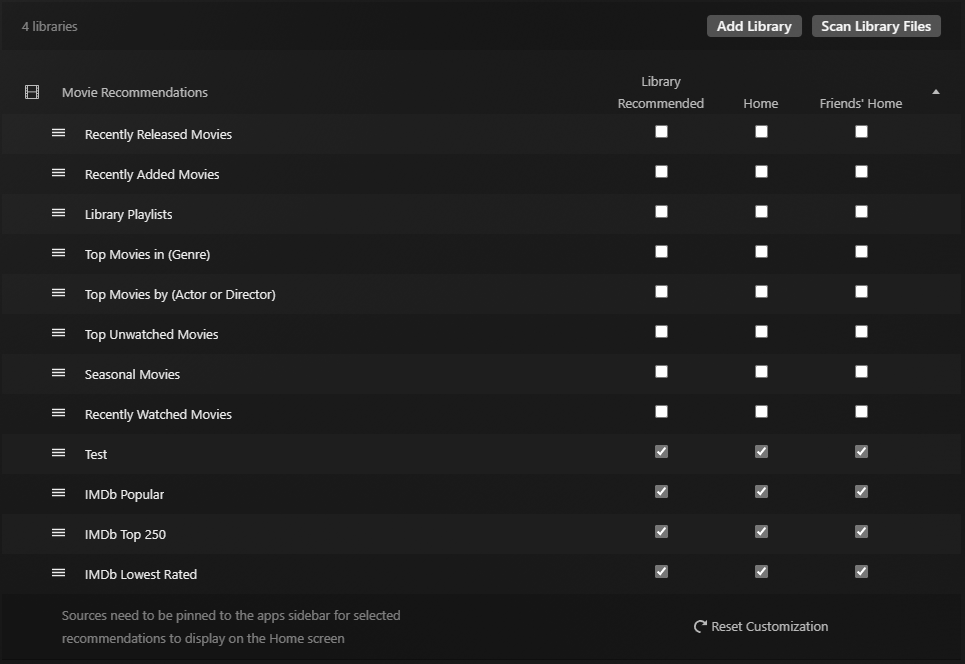 4 libraries
Add Library
Scan Library Files
Movie Recommendations
Library
Recommended
Home
Friends' Home
Recently Released Movies
Recently Added Movies
Library Playlists
Top Movies in (Genre)
Top Movies by (Actor or Director)
Top Unwatched Movies
Seasonal Movies
Recently Watched Movies
Test
IMDb Popular
IMDb Top 250
IMDb Lowest Rated
Sources need to be pinned to the apps sidebar for selected
recommendations to display on the Home screen
Reset Customization